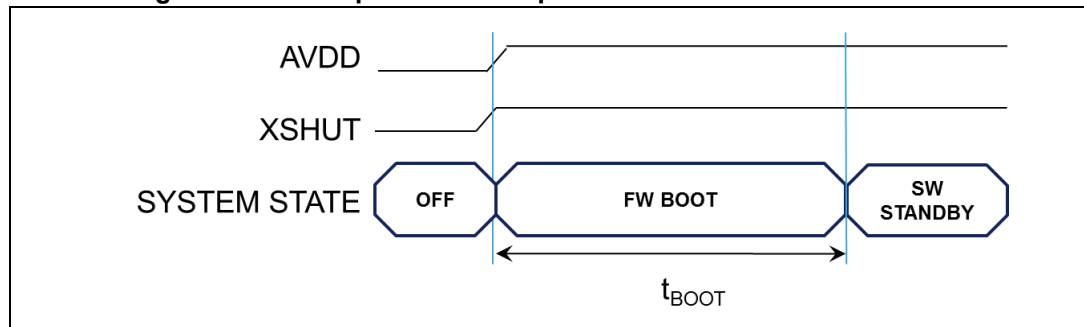 AVDD
XSHUT
SYSTEM STATE OFF FW BOOT SW STANDBY
tBOOT